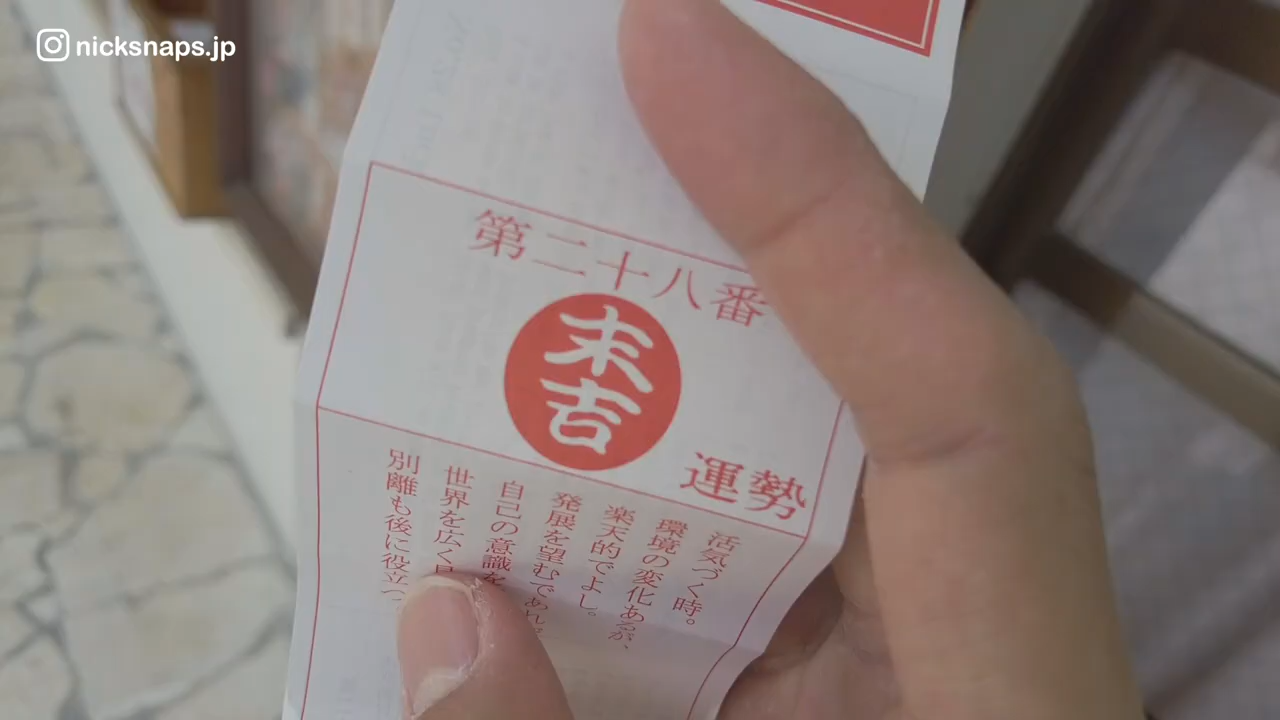 nicksnaps.jp
第二十八番
末吉
運勢
活気づく時。
環境の変化あるが、
楽天的でよし。
発展を望むであれば
自己の意識を
世界を広く
別離も後に役立つ